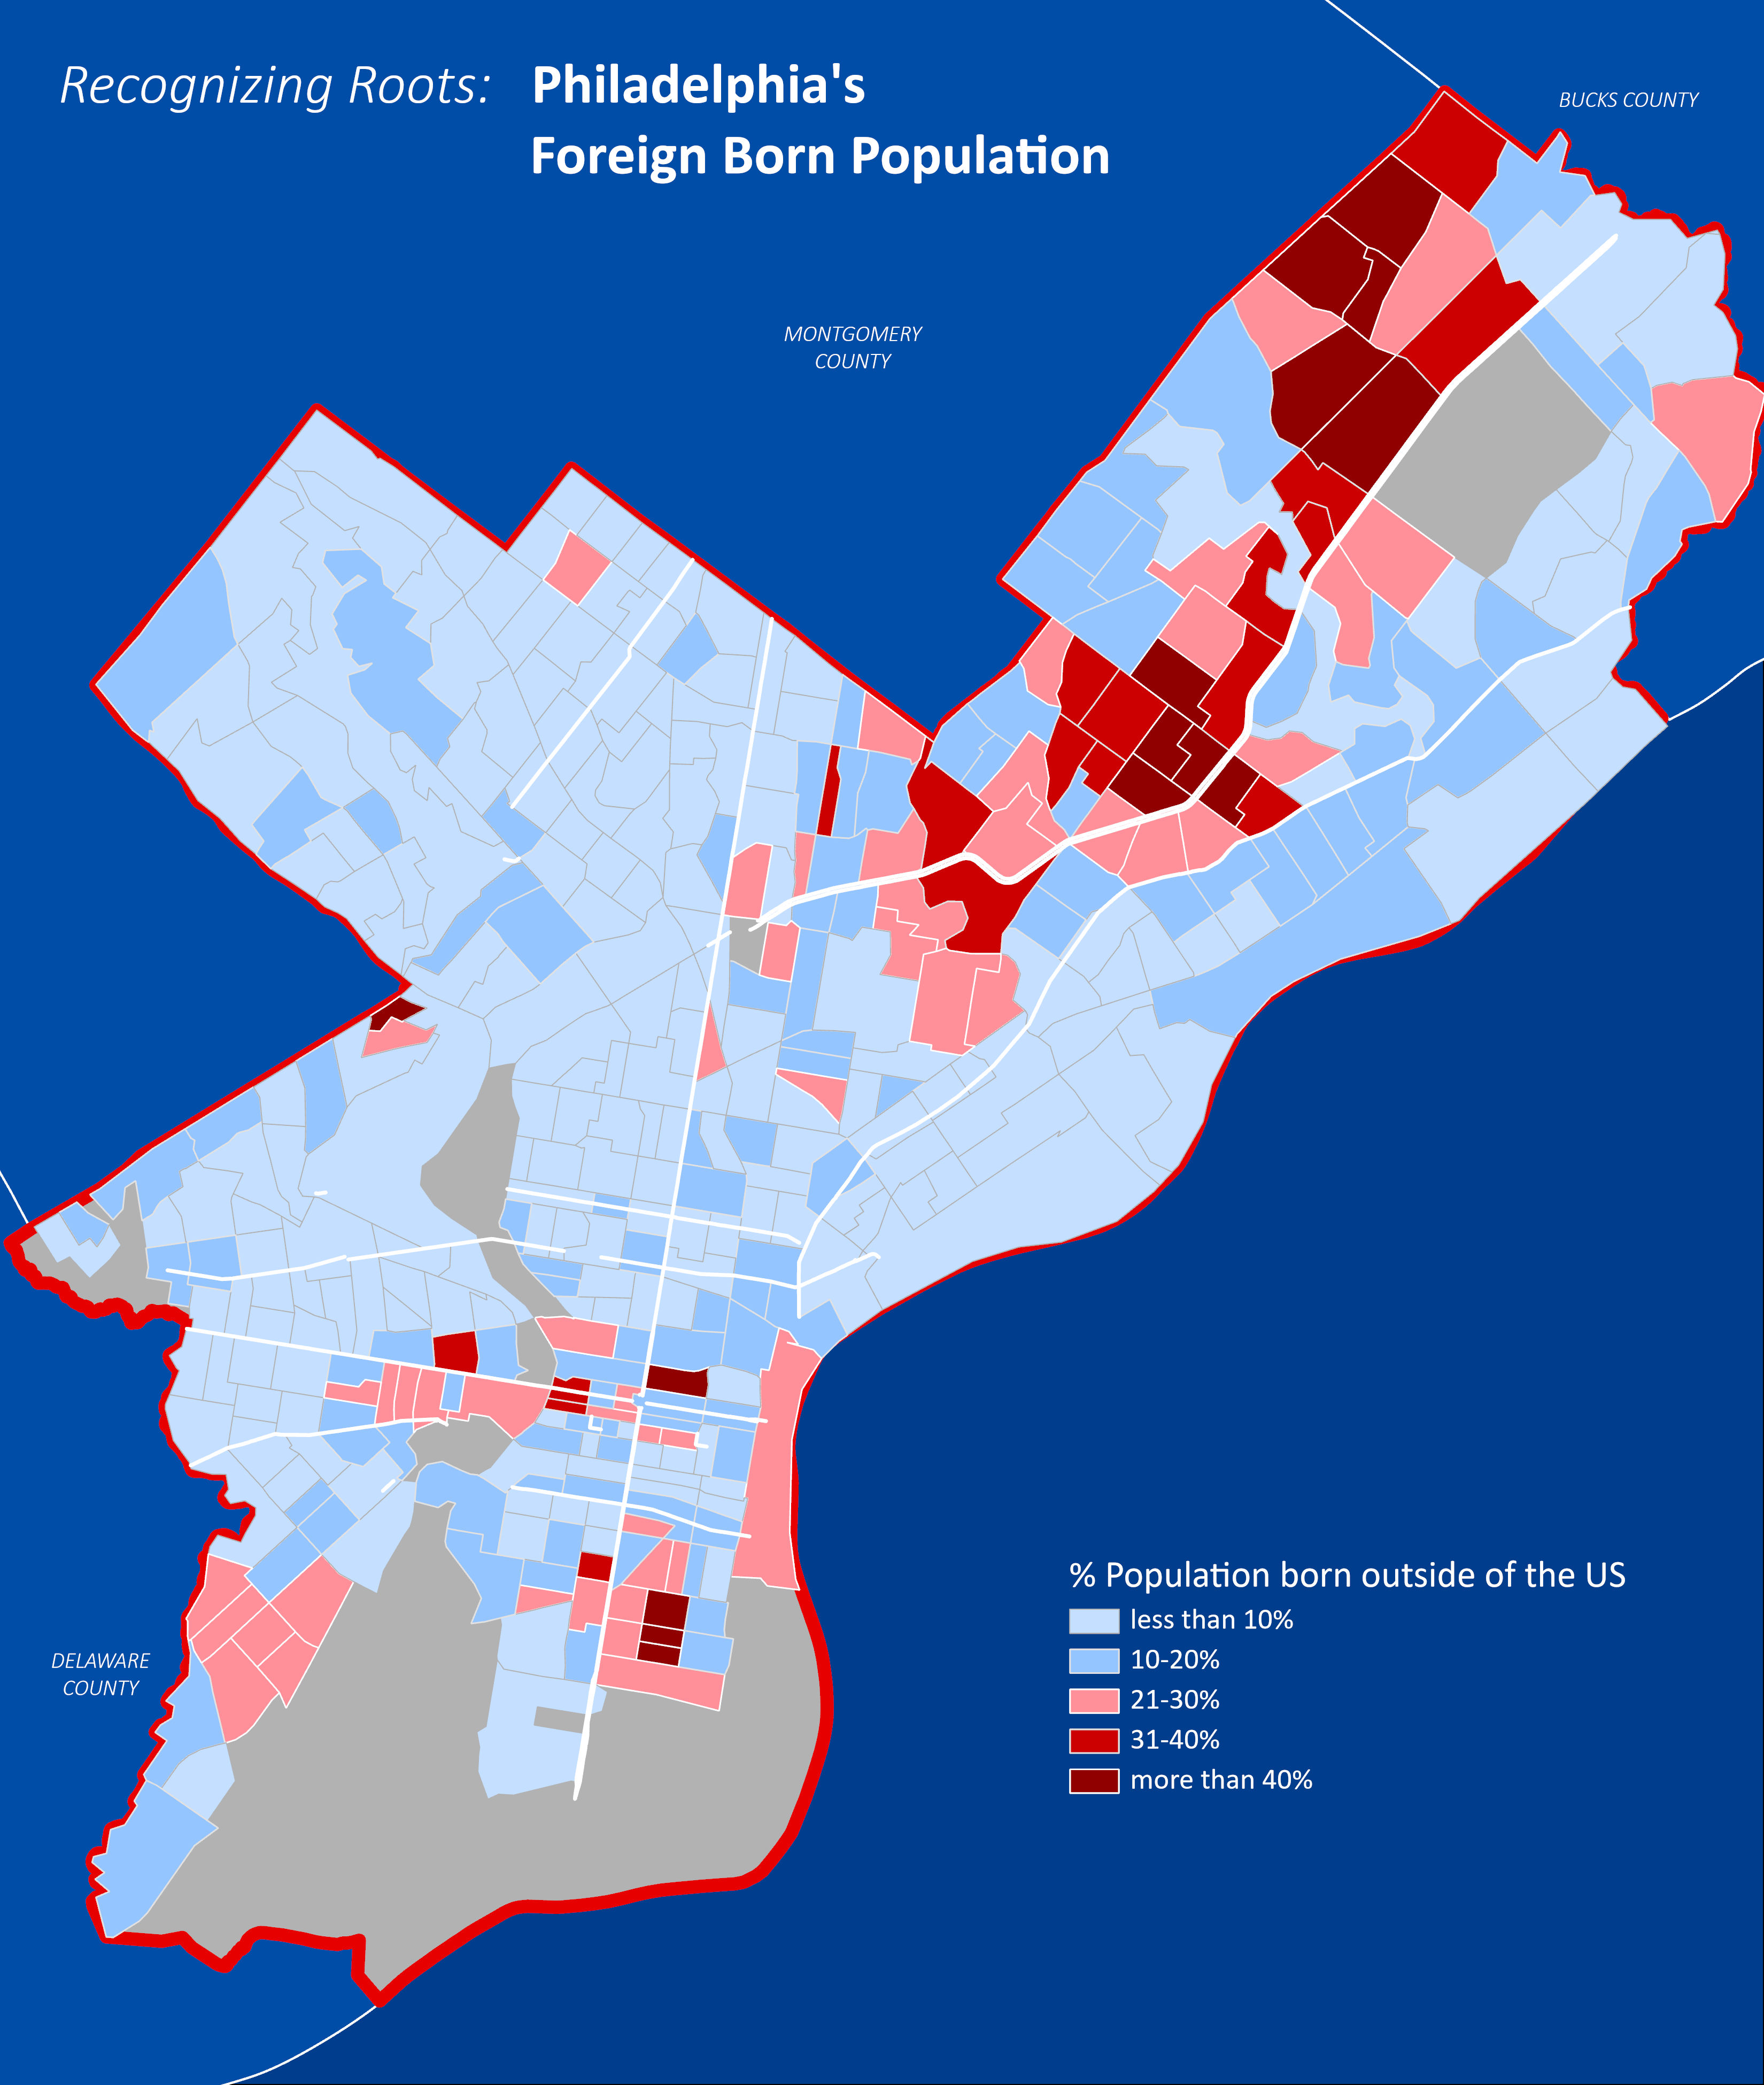 Recognizing Roots: Philadelphia's
Foreign Born Population
BUCKS COUNTY
MONTGOMERY
COUNTY
DELAWARE
COUNTY
% Population born outside of the US
less than 10%
10-20%
21-30%
31-40%
more than 40%